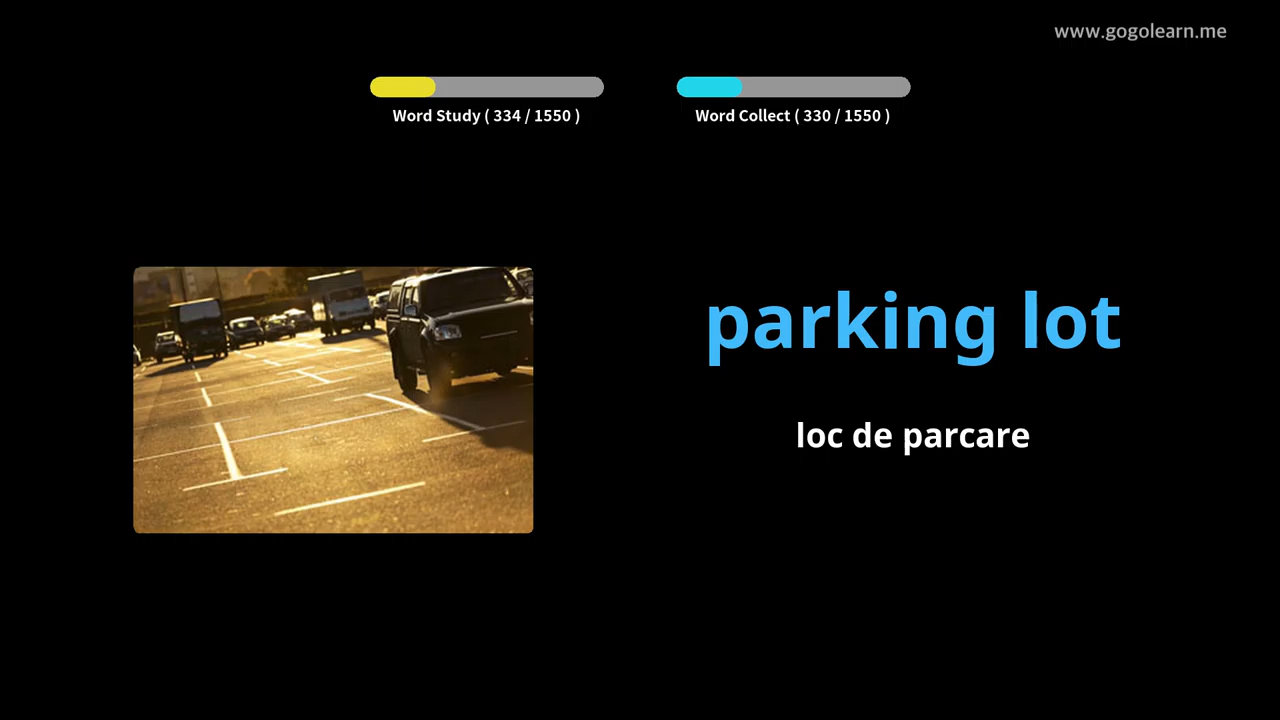 www.gogolearn.me
Word Study ( 334 / 1550 )
Word Collect ( 330 / 1550 )
parking lot
loc de parcare